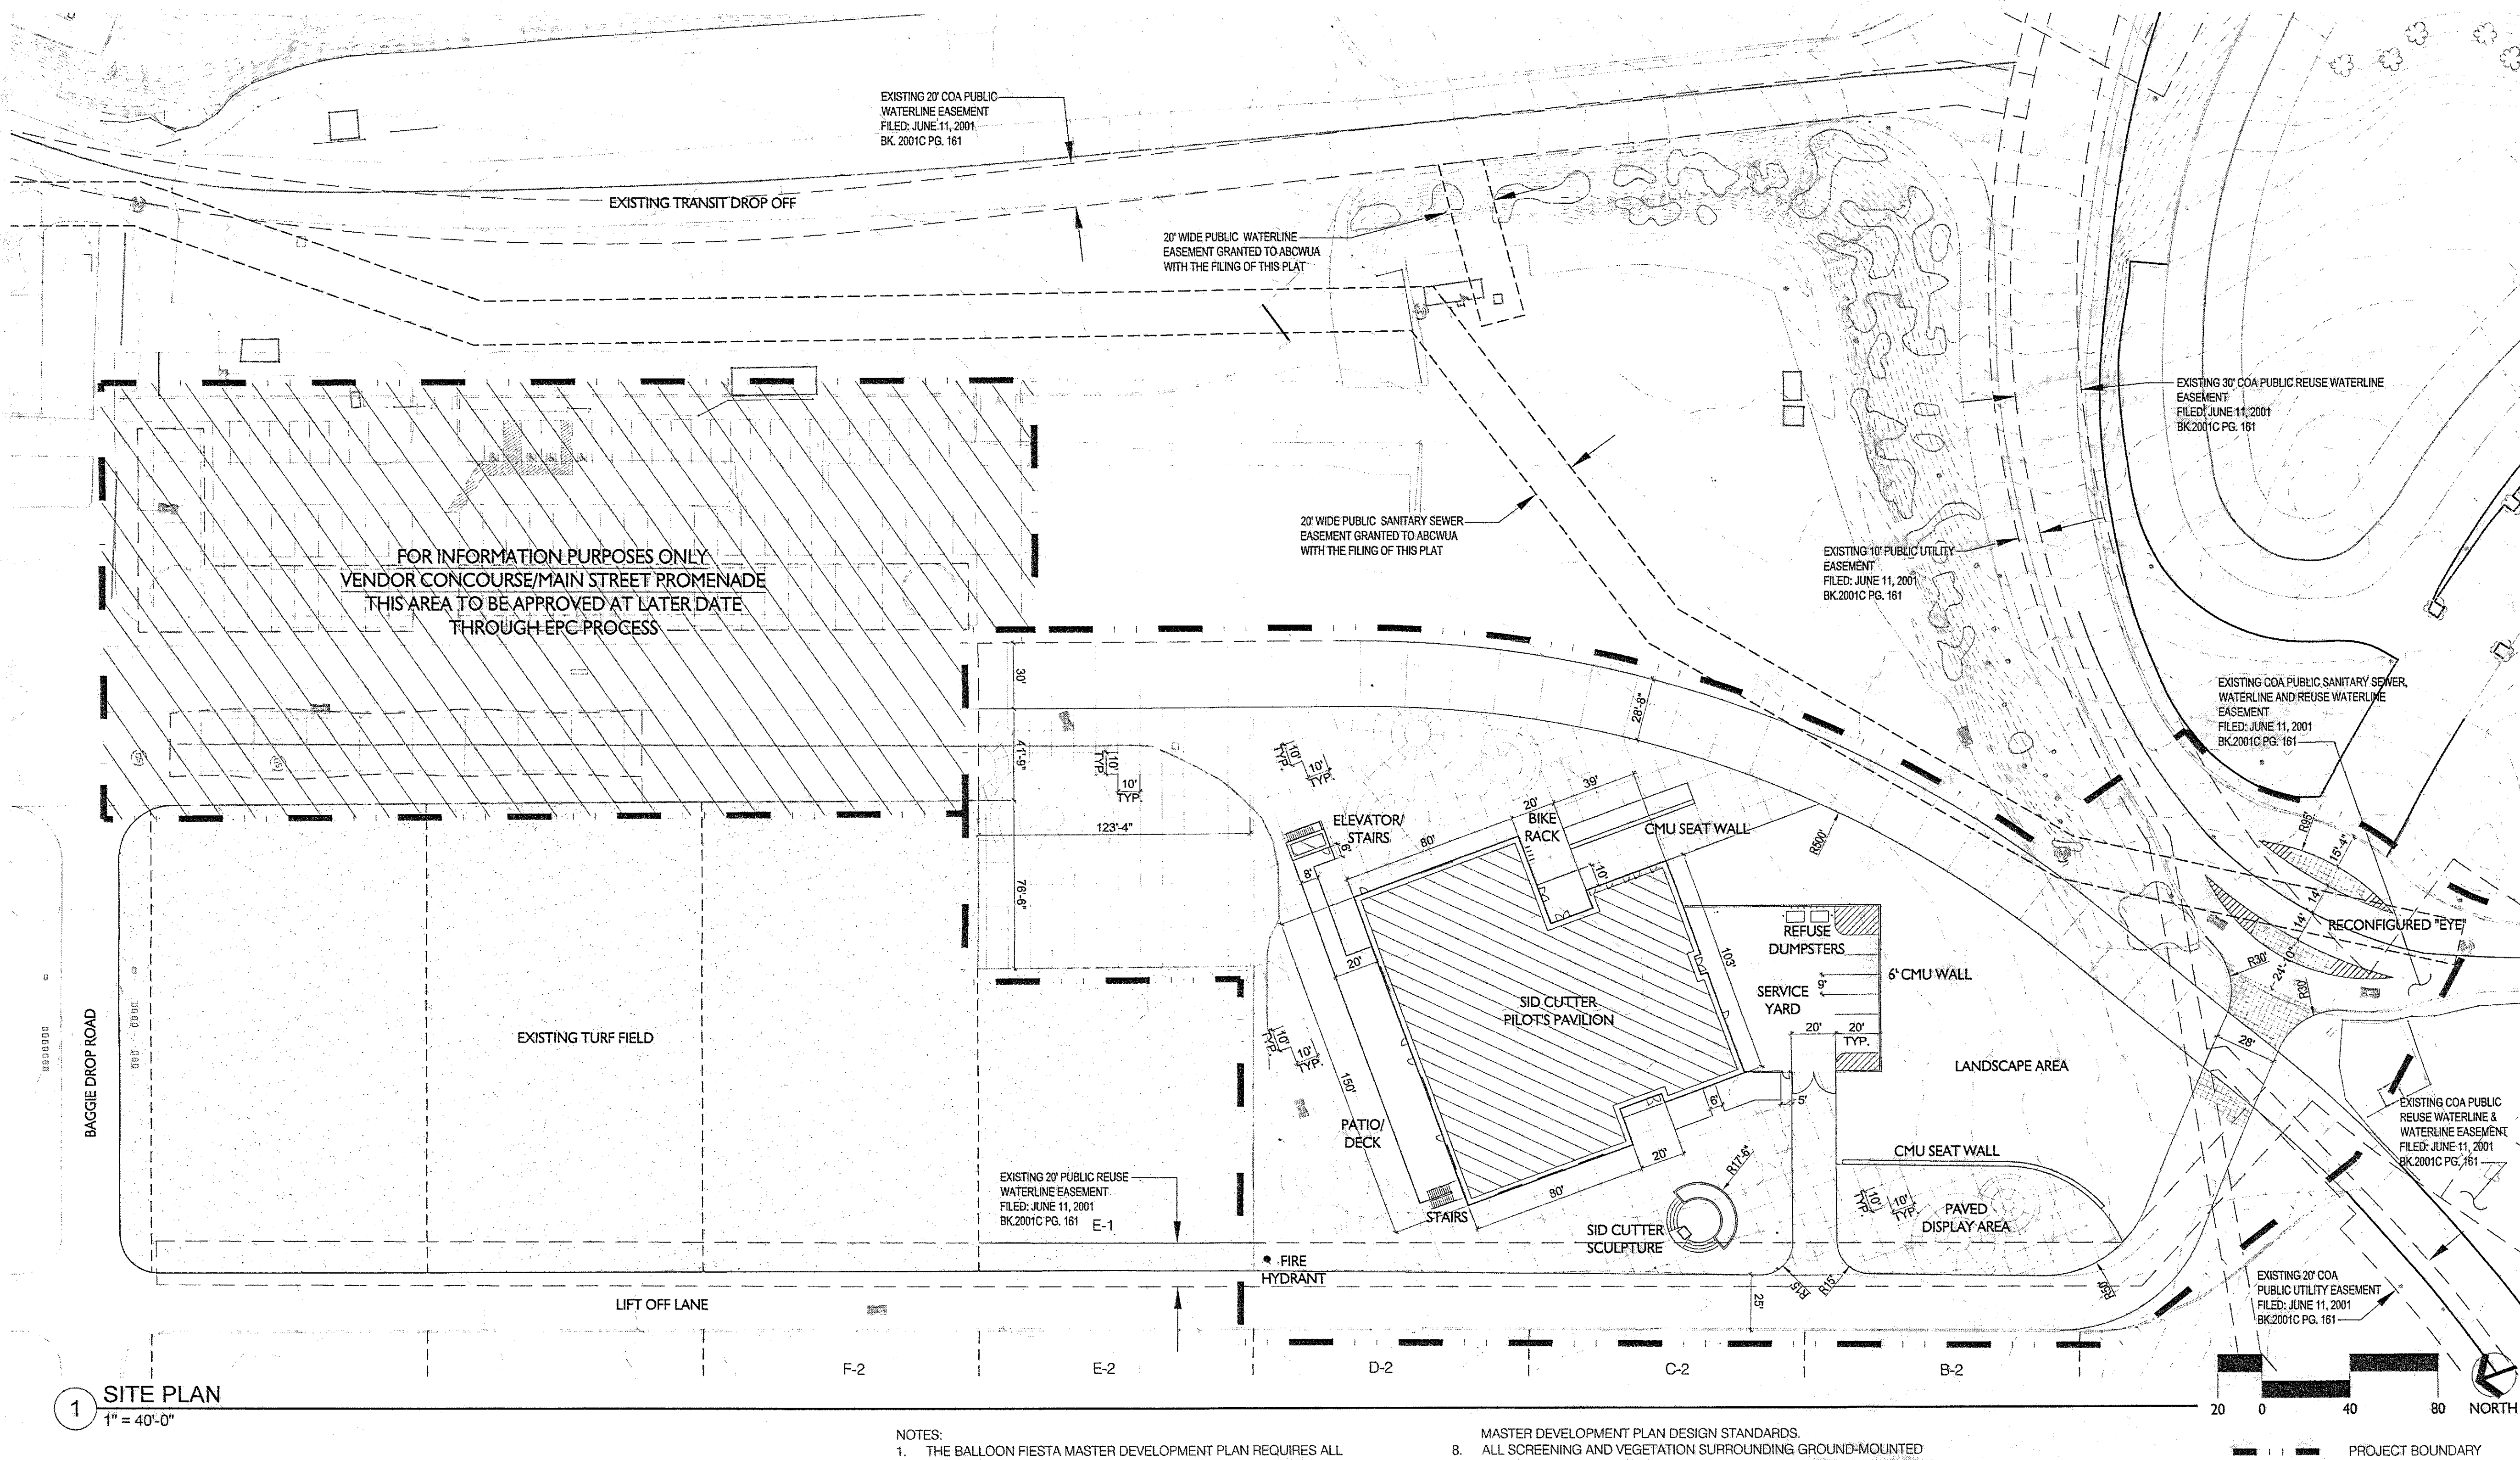 EXISTING 20' COA PUBLIC
WATERLINE EASEMENT
FILED: JUNE 11, 2001
BK. 2001C PG. 161
EXISTING TRANSIT DROP OFF
20' WIDE PUBLIC WATERLINE
EASEMENT GRANTED TO ABCWUA
WITH THE FILING OF THIS PLAT
EXISTING 30' COA PUBLIC REUSE WATERLINE
EASEMENT
FILED: JUNE 11, 2001
BK.2001C PG. 161
20' WIDE PUBLIC SANITARY SEWER
EASEMENT GRANTED TO ABCWUA
WITH THE FILING OF THIS PLAT
EXISTING 10' PUBLIC UTILITY
EASEMENT
FILED: JUNE 11, 2001
BK.2001C PG. 161
FOR INFORMATION PURPOSES ONLY
VENDOR CONCOURSE/MAIN STREET PROMENADE
THIS AREA TO BE APPROVED AT LATER DATE
THROUGH EPC PROCESS
EXISTING COA PUBLIC SANITARY SEWER,
WATERLINE AND REUSE WATERLINE
EASEMENT
FILED: JUNE 11, 2001
BK.2001C PG. 161
30'
28'-8"
41'-9"
10'
TYP.
10'
TYP.
10'
TYP.
10'
TYP.
123'-4"
76'-6"
ELEVATOR/
STAIRS
6'
8'
80'
20'
39'
BIKE
RACK
CMU SEAT WALL
10'
R500'
R95'
15'-4"
14'
14'
RECONFIGURED "EYE"
24'-10"
R30'
R30'
28'
REFUSE
DUMPSTERS
6' CMU WALL
SERVICE
YARD
9'
20'
20'
TYP.
103'
20'
SID CUTTER
PILOT'S PAVILION
EXISTING TURF FIELD
BAGGIE DROP ROAD
10'
TYP.
10'
TYP.
150'
PATIO/
DECK
LANDSCAPE AREA
6'
5'
20'
80'
STAIRS
R17'-6"
CMU SEAT WALL
10'
TYP.
10'
TYP.
PAVED
DISPLAY AREA
SID CUTTER
SCULPTURE
EXISTING COA PUBLIC
REUSE WATERLINE &
WATERLINE EASEMENT
FILED: JUNE 11, 2001
BK.2001C PG. 161
EXISTING 20' PUBLIC REUSE
WATERLINE EASEMENT
FILED: JUNE 11, 2001
BK.2001C PG. 161
E-1
FIRE
HYDRANT
LIFT OFF LANE
R15'
R15'
25'
R50'
EXISTING 20' COA
PUBLIC UTILITY EASEMENT
FILED: JUNE 11, 2001
BK.2001C PG. 161
F-2
E-2
D-2
C-2
B-2
1
SITE PLAN
1" = 40'-0"
20 0 40 80
NORTH
NOTES:
1. THE BALLOON FIESTA MASTER DEVELOPMENT PLAN REQUIRES ALL
MASTER DEVELOPMENT PLAN DESIGN STANDARDS.
8. ALL SCREENING AND VEGETATION SURROUNDING GROUND-MOUNTED
PROJECT BOUNDARY